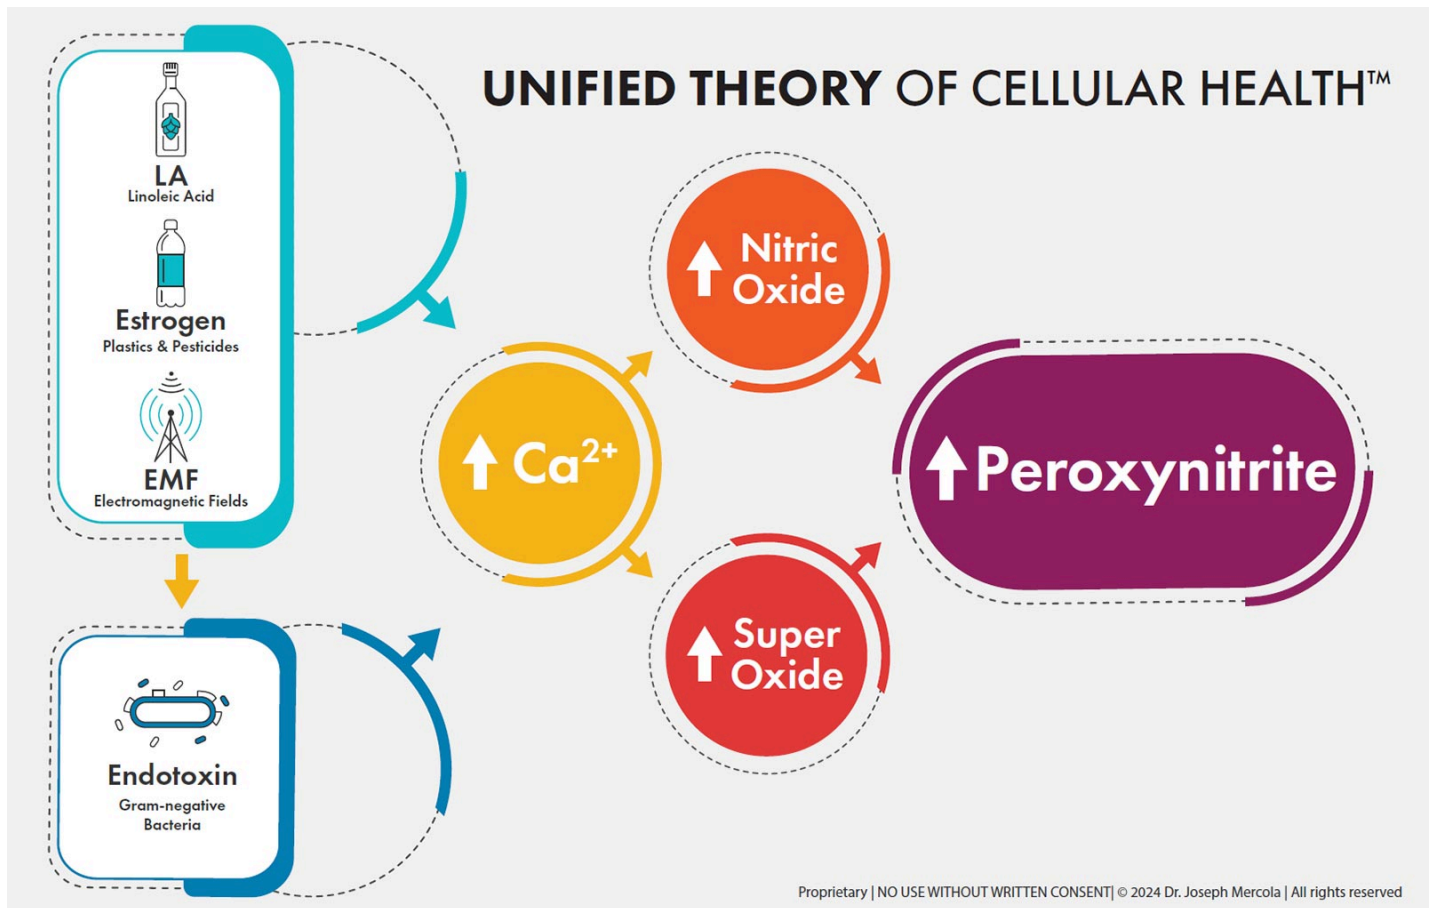 UNIFIED THEORY OF CELLULAR HEALTH™
LA
Linoleic Acid
Estrogen
Plastics & Pesticides
EMF
Electromagnetic Fields
Endotoxin
Gram-negative
Bacteria
Ca²⁺
Nitric
Oxide
Super
Oxide
Peroxynitrite
Proprietary | NO USE WITHOUT WRITTEN CONSENT| © 2024 Dr. Joseph Mercola | All rights reserved